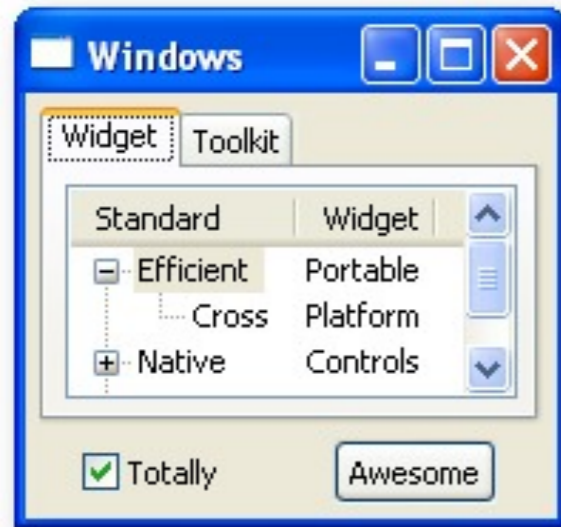 Windows
Widget Toolkit
Standard Widget
Efficient Portable
Cross Platform
Native Controls
Totally Awesome